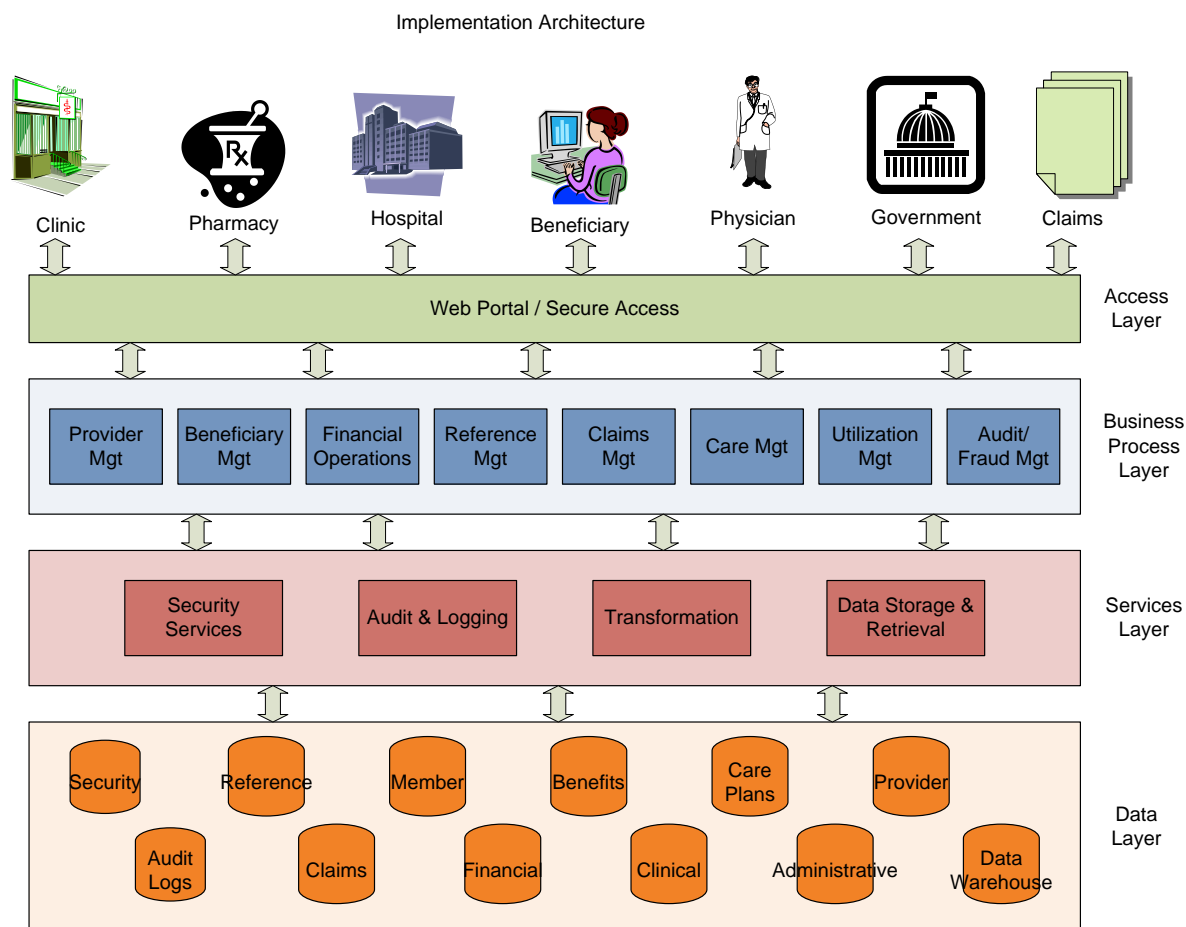 Implementation Architecture
Rx
Clinic
Pharmacy
Hospital
Beneficiary
Physician
Government
Claims
Web Portal / Secure Access
Access
Layer
Provider
Mgt
Beneficiary
Mgt
Financial
Operations
Reference
Mgt
Claims
Mgt
Care Mgt
Utilization
Mgt
Audit/
Fraud Mgt
Business
Process
Layer
Security
Services
Audit & Logging
Transformation
Data Storage &
Retrieval
Services
Layer
Security
Reference
Member
Benefits
Care
Plans
Provider
Audit
Logs
Claims
Financial
Clinical
Administrative
Data
Warehouse
Data
Layer